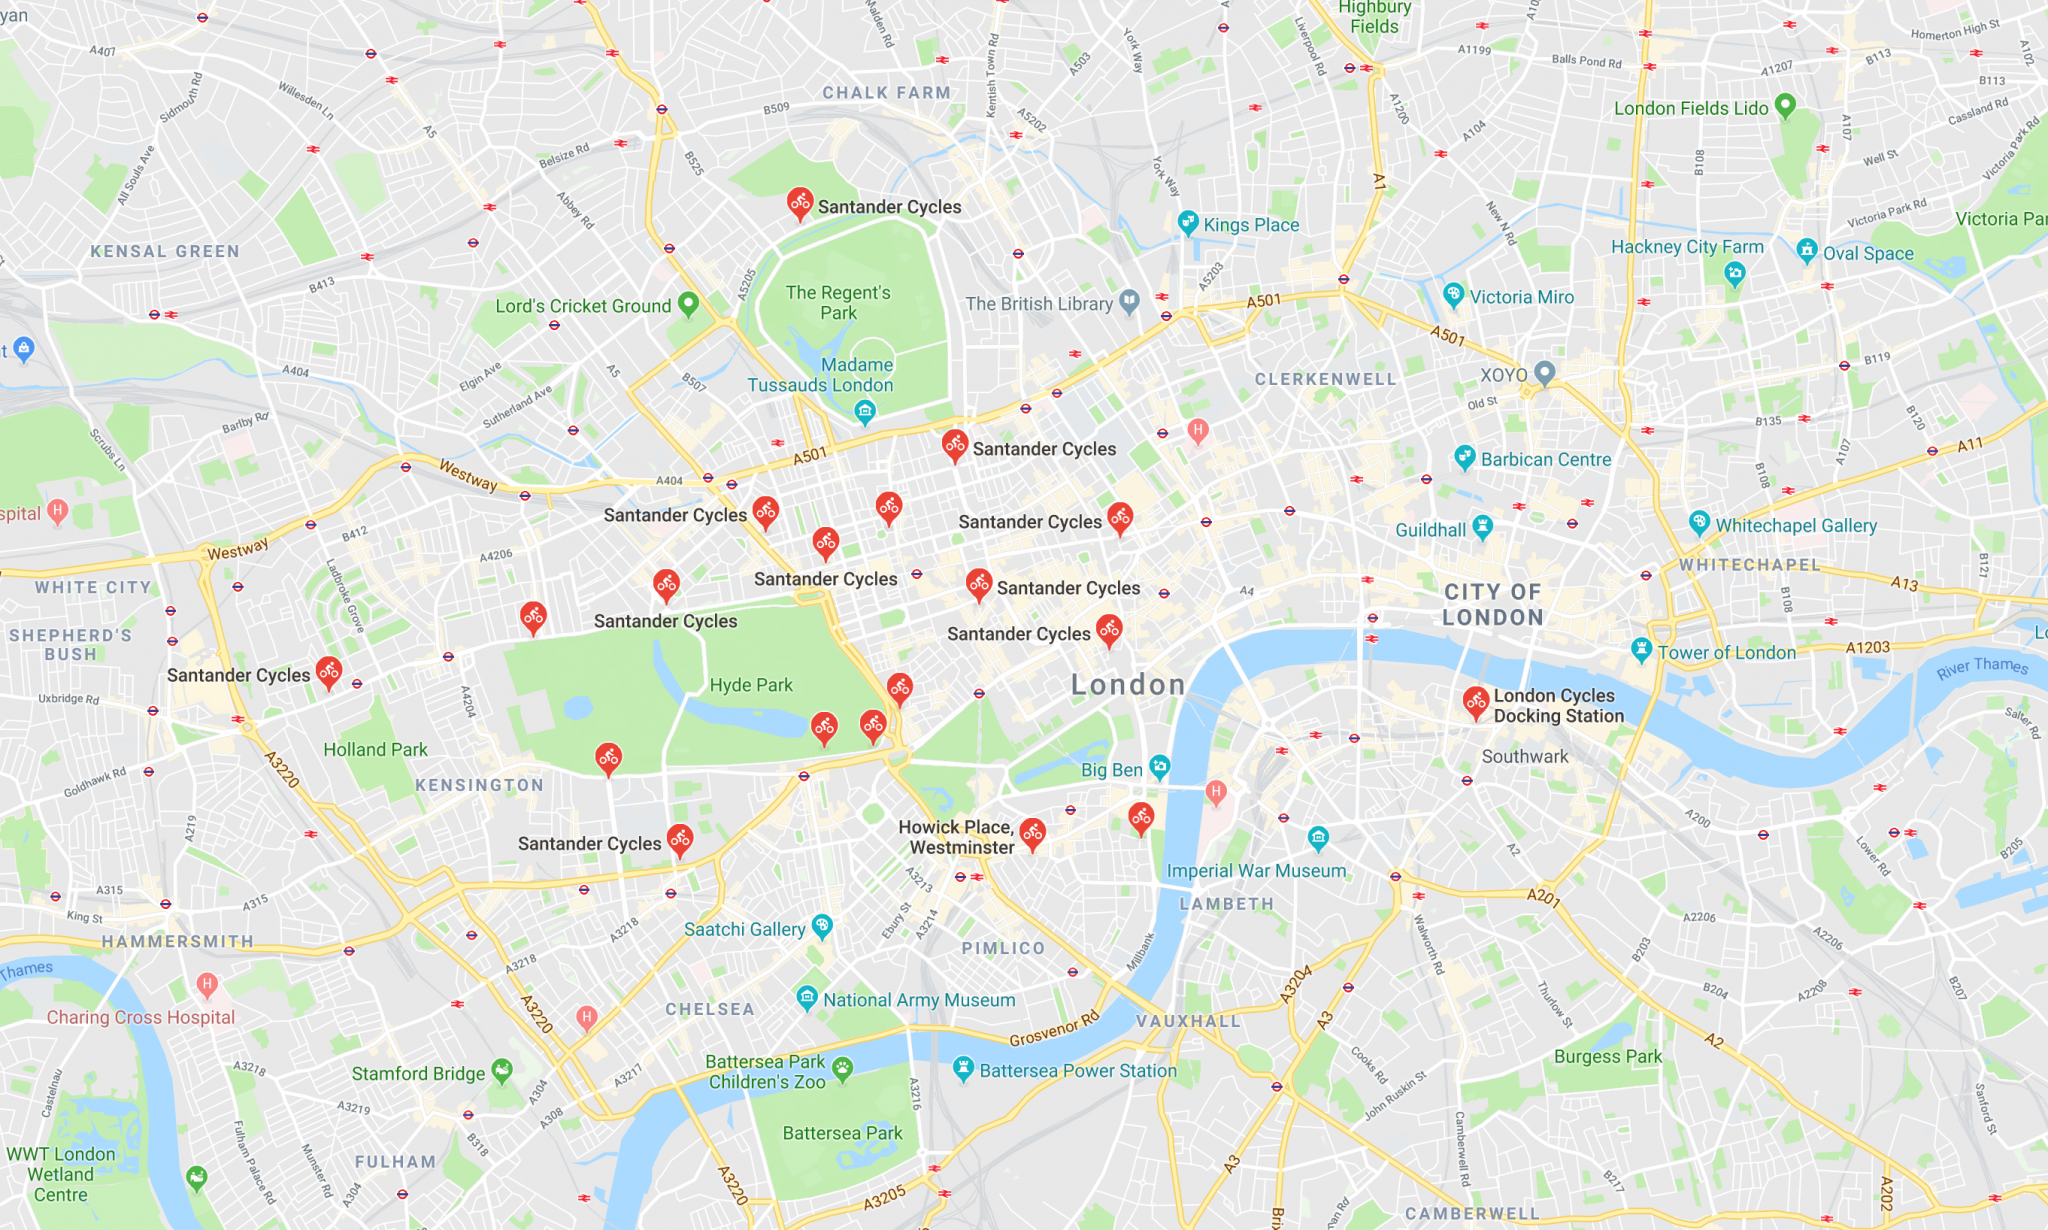 yan
A407
Sidmouth Rd
Willesden Ln
A5
Belsize Rd
Abbey Rd
B525
B509
CHALK FARM
Malden Rd
Kentish Town Rd
A5202
A503
York Way
York Way
Liverpool Rd
Highbury
Fields
A1199
A1200
A104
A1
Balls Pond Rd
A1207
B113
Homerton High St
A102
B113
Cassland Rd
London Fields Lido
A107
Well St
Victoria Park Rd
Victoria Park Rd
Victoria Par
B108
All Souls Ave
KENSAL GREEN
B413
Santander Cycles
Kings Place
A5203
New N Rd
Hackney City Farm
Oval Space
A5205
The Regent's
Park
Lord's Cricket Ground
The British Library
A501
Victoria Miro
A501
t
A404
Elgin Ave
Sutherland Ave
A5
B507
Madame
Tussauds London
CLERKENWELL
XOYO
Old St
B119
B135
B120
A107
A11
Barlby Rd
Scrubs Ln
Westway
A404
A501
Santander Cycles
Barbican Centre
B108
spital
Santander Cycles
Santander Cycles
Guildhall
Whitechapel Gallery
B412
Westway
A4206
WHITE CITY
Ladbroke Grove
Santander Cycles
Santander Cycles
A4
CITY OF
LONDON
WHITECHAPEL
A13
B121
B108
SHEPHERD'S
BUSH
Santander Cycles
Santander Cycles
Tower of London
A1203
Lo
River Thames
Santander Cycles
Uxbridge Rd
A4204
Hyde Park
London
London Cycles
Docking Station
Salter Rd
Holland Park
Goldhawk Rd
A3220
KENSINGTON
Big Ben
Southwark
A219
A200
Santander Cycles
Howick Place,
Westminster
Imperial War Museum
A2
Lower Rd
B205
A315
King St
A315
A3213
A201
LAMBETH
HAMMERSMITH
A3218
Saatchi Gallery
Ebury St
A3214
PIMLICO
Millbank
Walworth Rd
A2206
A2206
B203
Thames
A3218
A3204
B204
A2208
B207
Charing Cross Hospital
A3220
CHELSEA
National Army Museum
Grosvenor Rd
VAUXHALL
A3
Thurlow St
A2
A3218
Castelnau
Stamford Bridge
A304
A3217
Battersea Park
Children's Zoo
Battersea Power Station
Cooks Rd
Burgess Park
A3219
A308
A3216
John Ruskin St
Sanford St
Fulham Palace Rd
Munster Rd
B318
WWT London
Wetland
Centre
FULHAM
A304
Battersea Park
A3220
A3205
A3
Camberwell Rd
B217
A202
CAMBERWELL